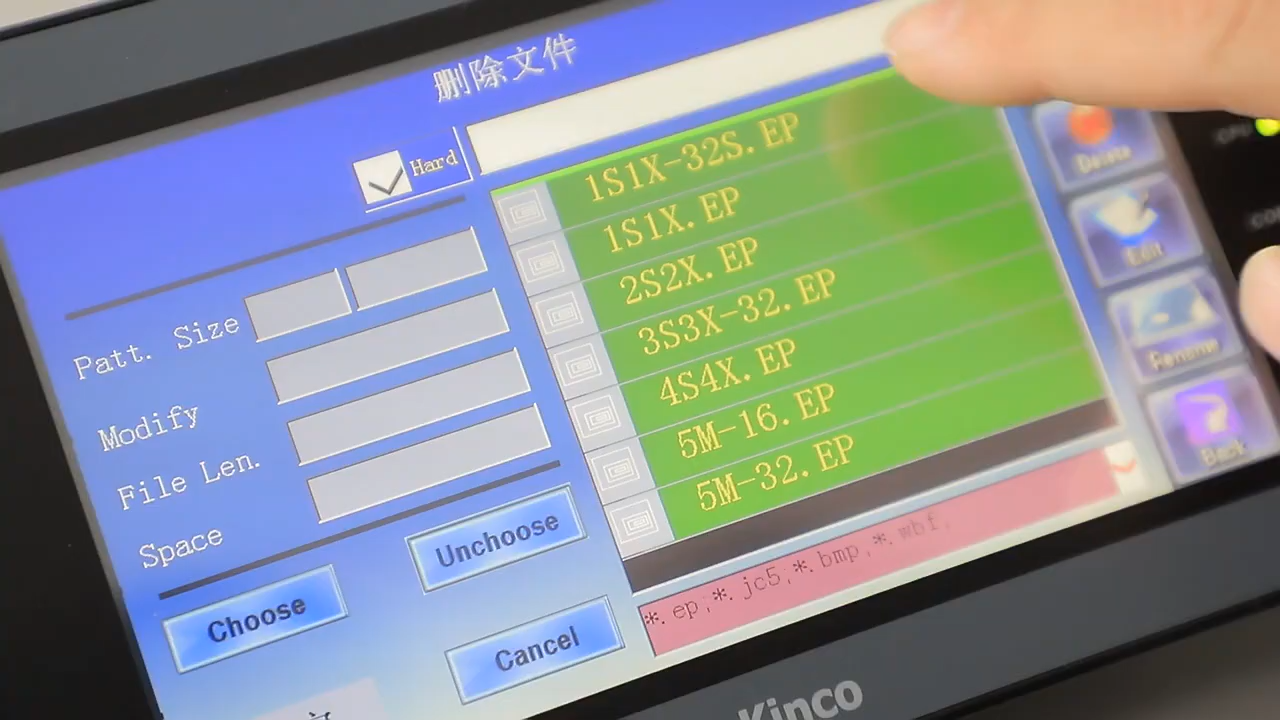 删除文件
Hard
1S1X-32S.EP
1S1X.EP
2S2X.EP
3S3X-32.EP
4S4X.EP
5M-16.EP
5M-32.EP
Patt. Size
Modify
File Len.
Space
Choose
Unchoose
Cancel
*.ep;*.jc5;*.bmp,*.wbf,
Delete
Edit
Rename
Back
Kinco